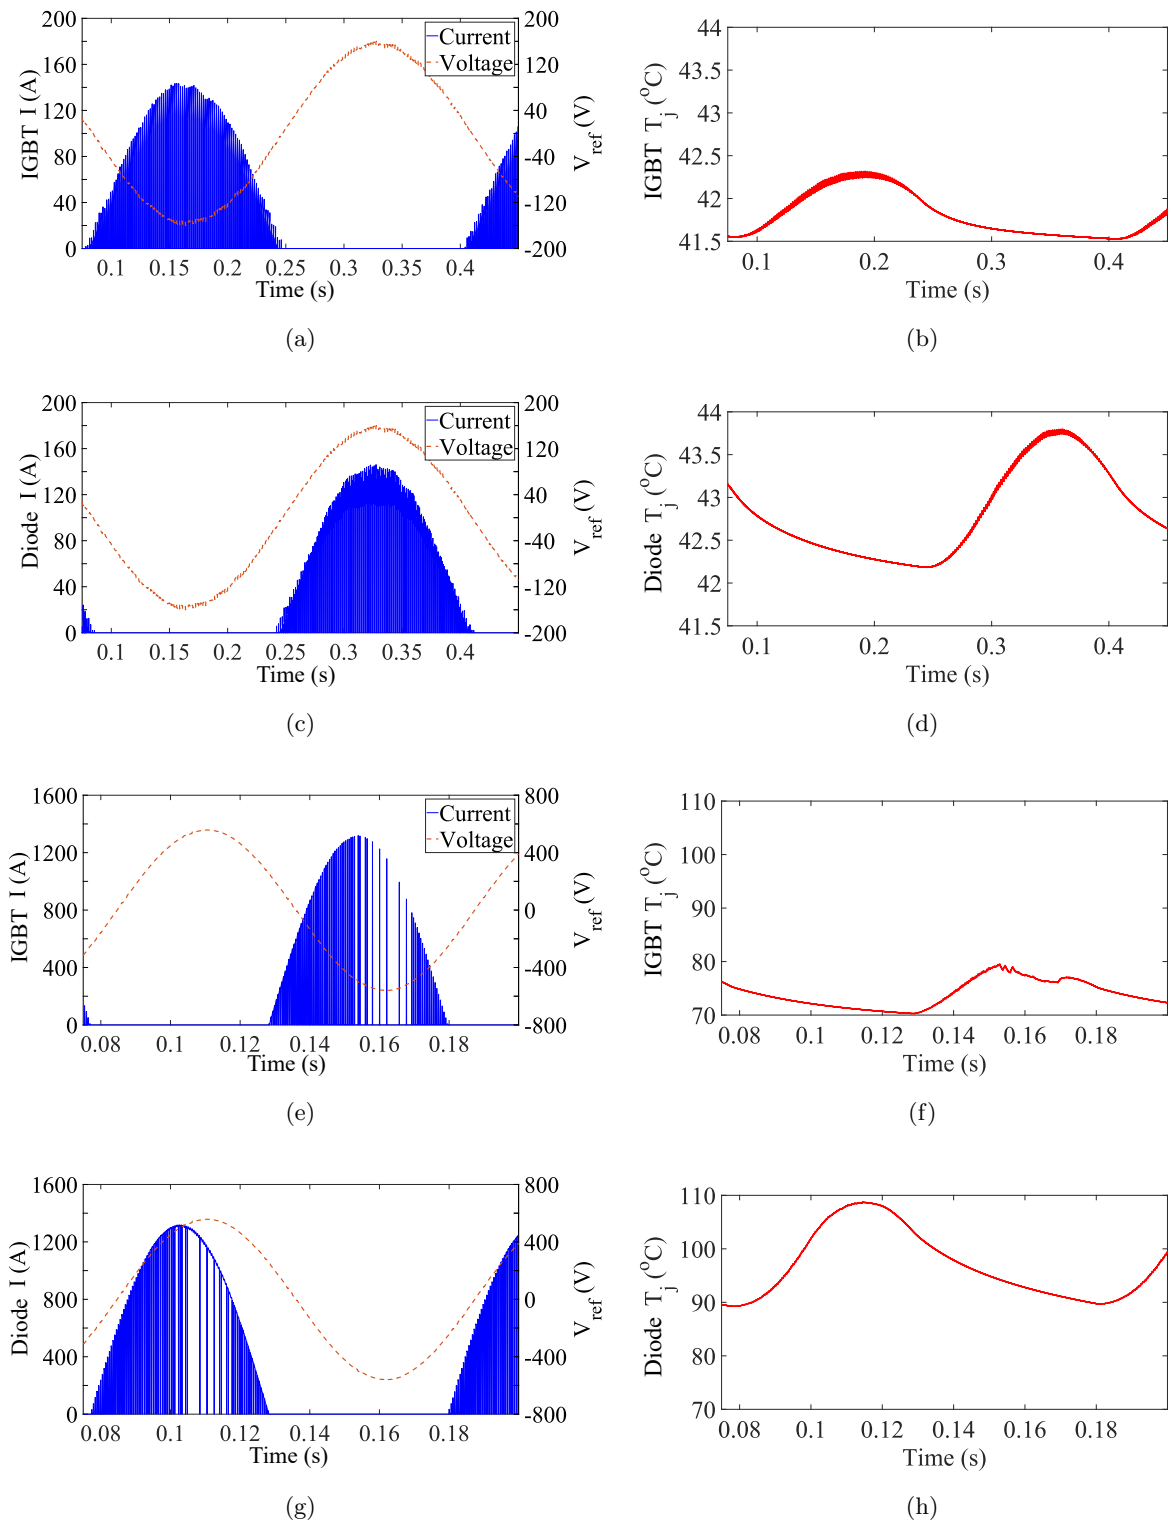 200
160
120
80
40
0
IGBT I (A)
Current
Voltage
200
120
40
-40
-120
-200
V_ref (V)
0.1 0.15 0.2 0.25 0.3 0.35 0.4
Time (s)
(a)
44
43.5
43
42.5
42
41.5
IGBT T_j (°C)
0.1 0.2 0.3 0.4
Time (s)
(b)
200
160
120
80
40
0
Diode I (A)
Current
Voltage
200
120
40
-40
-120
-200
V_ref (V)
0.1 0.15 0.2 0.25 0.3 0.35 0.4
Time (s)
(c)
44
43.5
43
42.5
42
41.5
Diode T_j (°C)
0.1 0.2 0.3 0.4
Time (s)
(d)
1600
1200
800
400
0
IGBT I (A)
Current
Voltage
800
400
0
-400
-800
V_ref (V)
0.08 0.1 0.12 0.14 0.16 0.18
Time (s)
(e)
110
100
90
80
70
IGBT T_j (°C)
0.08 0.1 0.12 0.14 0.16 0.18
Time (s)
(f)
1600
1200
800
400
0
Diode I (A)
800
400
0
-400
-800
V_ref (V)
0.08 0.1 0.12 0.14 0.16 0.18
Time (s)
(g)
110
100
90
80
70
Diode T_j (°C)
0.08 0.1 0.12 0.14 0.16 0.18
Time (s)
(h)